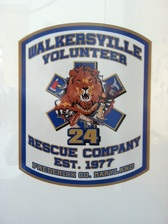 WALKERSVILLE
VOLUNTEER
24
RESCUE COMPANY
EST. 1977
FREDERICK CO. MARYLAND